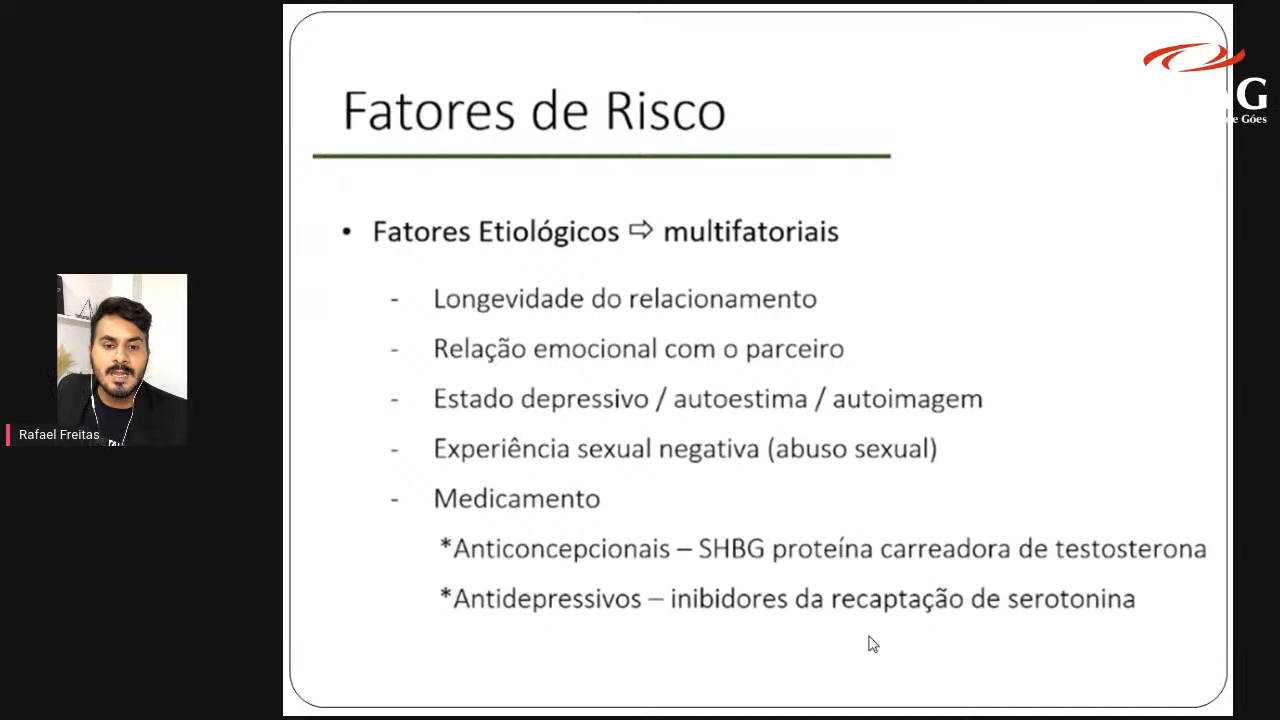 Fatores de Risco
• Fatores Etiológicos ⇨ multifatoriais
- Longevidade do relacionamento
- Relação emocional com o parceiro
- Estado depressivo / autoestima / autoimagem
- Experiência sexual negativa (abuso sexual)
- Medicamento
*Anticoncepcionais – SHBG proteína carreadora de testosterona
*Antidepressivos – inibidores da recaptação de serotonina
Rafael Freitas
G
e Góes